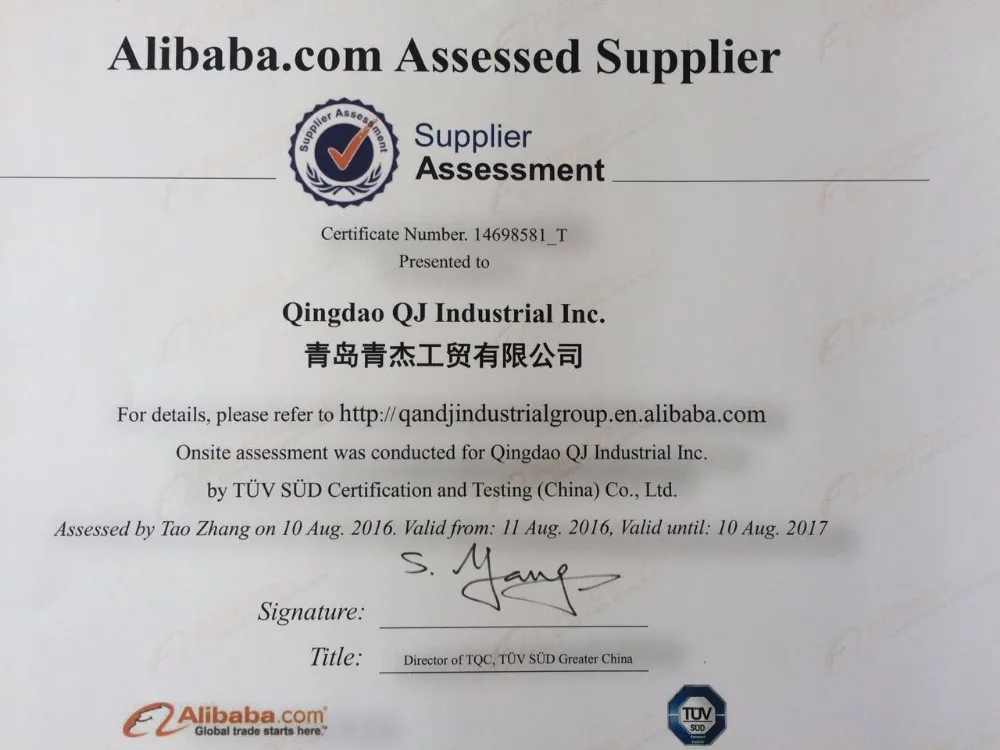 Alibaba.com Assessed Supplier
Supplier Assessment
Supplier
Assessment
Certificate Number. 14698581_T
Presented to
Qingdao QJ Industrial Inc.
青岛青杰工贸有限公司
For details, please refer to http://qandjindustrialgroup.en.alibaba.com
Onsite assessment was conducted for Qingdao QJ Industrial Inc.
by TÜV SÜD Certification and Testing (China) Co., Ltd.
Assessed by Tao Zhang on 10 Aug. 2016. Valid from: 11 Aug. 2016, Valid until: 10 Aug. 2017
S. Yang
Signature:
Title: Director of TQC, TÜV SÜD Greater China
Alibaba.com®
Global trade starts here.™
TÜV
SÜD